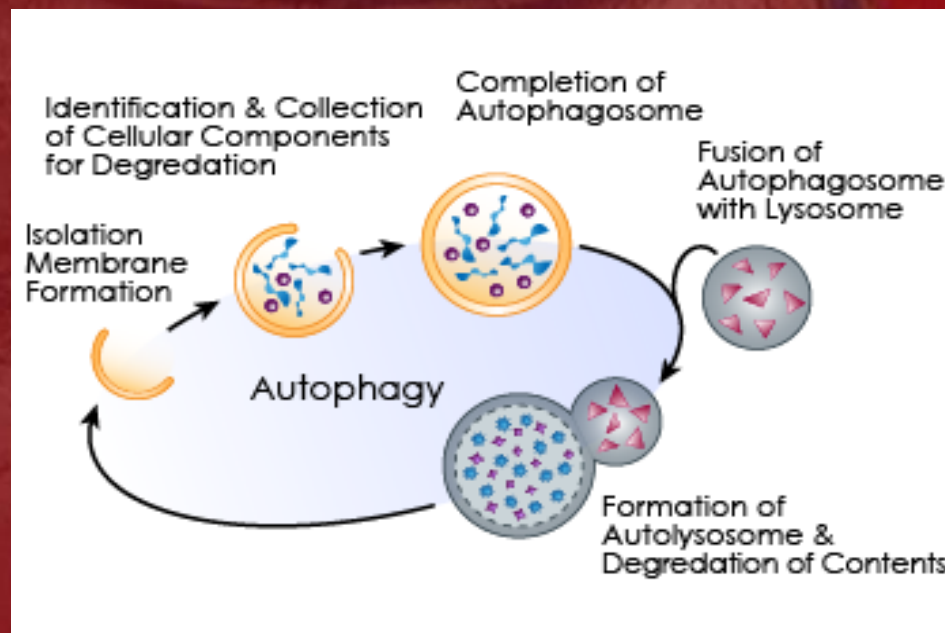 Identification & Collection
of Cellular Components
for Degredation
Completion of
Autophagosome
Fusion of
Autophagosome
with Lysosome
Isolation
Membrane
Formation
Autophagy
Formation of
Autolysosome &
Degredation of Contents